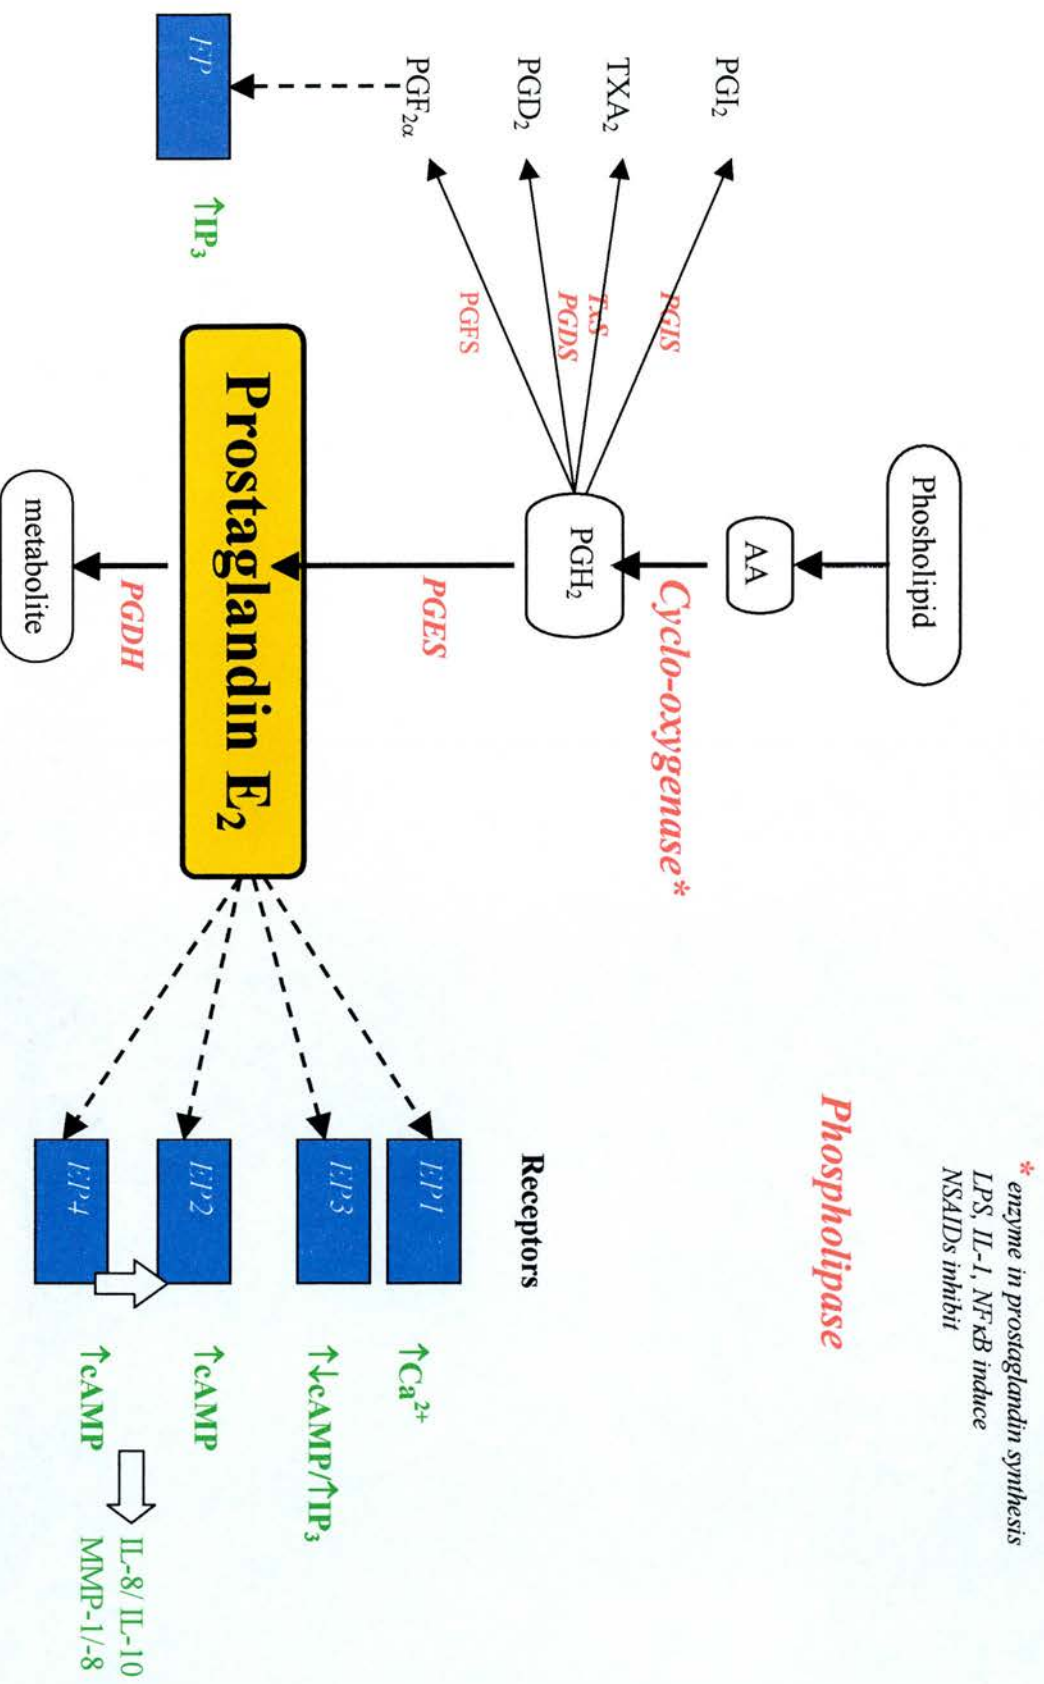 * enzyme in prostaglandin synthesis
LPS, IL-1, NFκB induce
NSAIDs inhibit
Phosholipid
Phospholipase
AA
Cyclo-oxygenase*
PGI₂
TXA₂
PGD₂
PGF₂α
PGIS
TxS
PGDS
PGFS
PGH₂
PGES
Receptors
EP1
↑Ca²⁺
EP3
↑↓cAMP/↑IP₃
EP2
↑cAMP
EP4
↑cAMP
IL-8/ IL-10
MMP-1/-8
FP
↑IP₃
Prostaglandin E₂
PGDH
metabolite